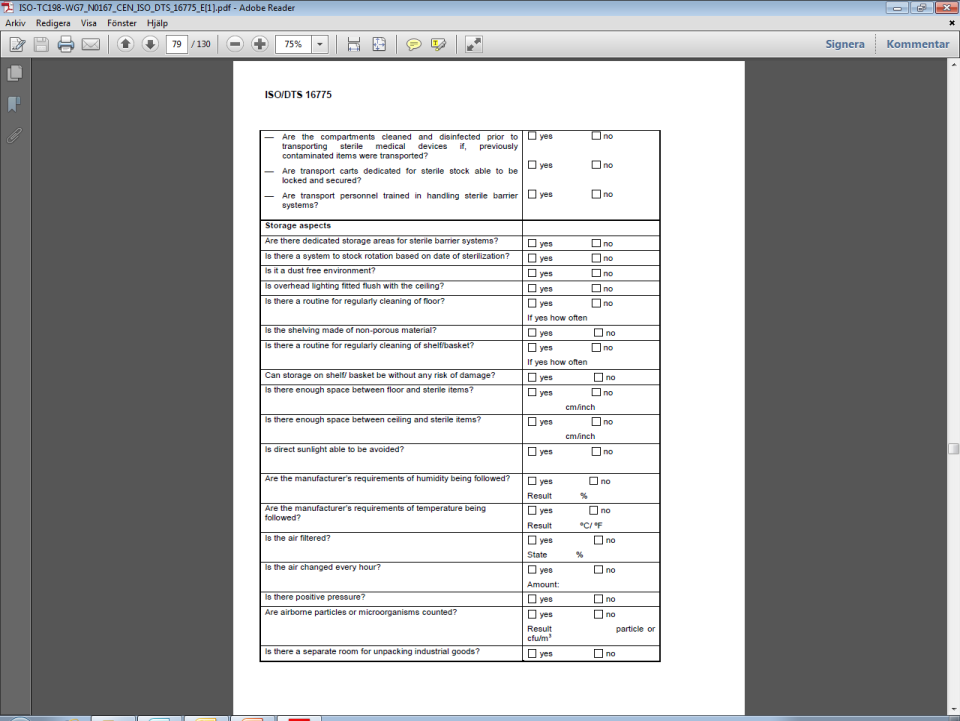 ISO-TC198-WG7_N0167_CEN_ISO_DTS_16775_E[1].pdf - Adobe Reader
Arkiv Redigera Visa Fönster Hjälp
79 / 130 75% Signera Kommentar
ISO/DTS 16775
— Are the compartments cleaned and disinfected prior to
transporting sterile medical devices if, previously
contaminated items were transported?
yes no
— Are transport carts dedicated for sterile stock able to be
locked and secured?
yes no
— Are transport personnel trained in handling sterile barrier
systems?
yes no
Storage aspects
Are there dedicated storage areas for sterile barrier systems? yes no
Is there a system to stock rotation based on date of sterilization? yes no
Is it a dust free environment? yes no
Is overhead lighting fitted flush with the ceiling? yes no
Is there a routine for regularly cleaning of floor? yes no
If yes how often
Is the shelving made of non-porous material? yes no
Is there a routine for regularly cleaning of shelf/basket? yes no
If yes how often
Can storage on shelf/ basket be without any risk of damage? yes no
Is there enough space between floor and sterile items? yes no
cm/inch
Is there enough space between ceiling and sterile items? yes no
cm/inch
Is direct sunlight able to be avoided? yes no
Are the manufacturer's requirements of humidity being followed? yes no
Result %
Are the manufacturer's requirements of temperature being
followed?
yes no
Result ºC/ ºF
Is the air filtered? yes no
State %
Is the air changed every hour? yes no
Amount:
Is there positive pressure? yes no
Are airborne particles or microorganisms counted? yes no
Result particle or
cfu/m³
Is there a separate room for unpacking industrial goods? yes no